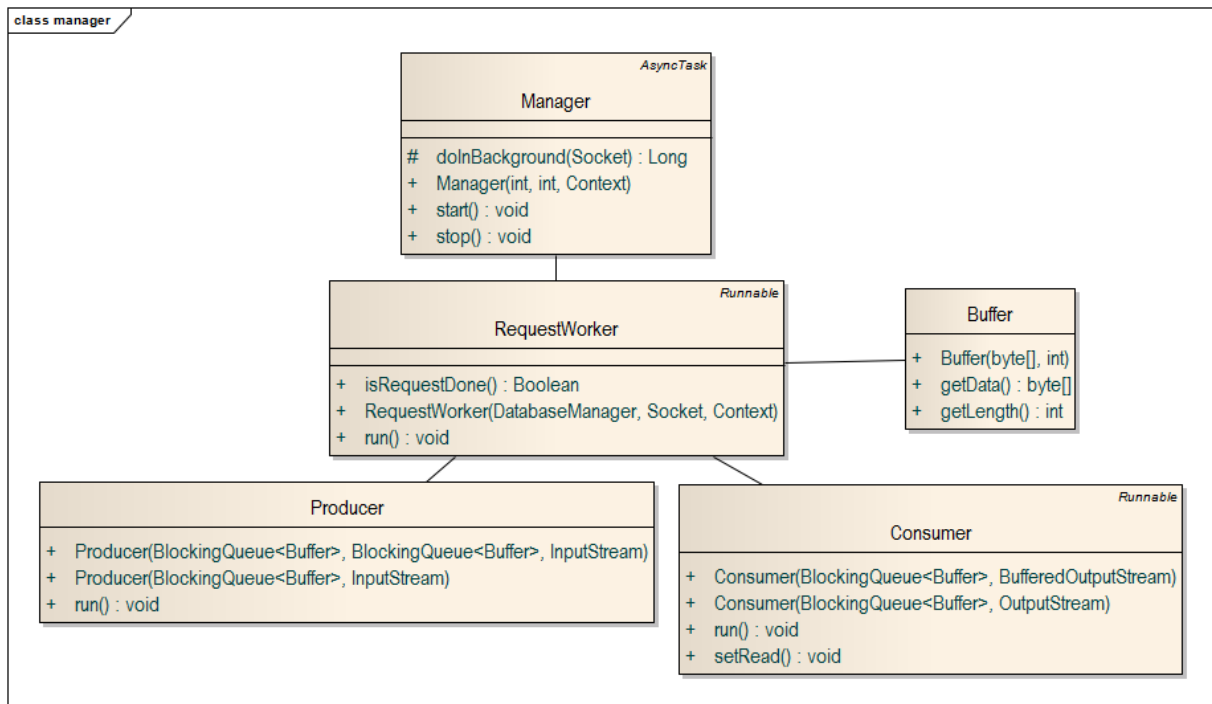 class manager
AsyncTask
Manager
# doInBackground(Socket) : Long
+ Manager(int, int, Context)
+ start() : void
+ stop() : void
Runnable
RequestWorker
+ isRequestDone() : Boolean
+ RequestWorker(DatabaseManager, Socket, Context)
+ run() : void
Buffer
+ Buffer(byte[], int)
+ getData() : byte[]
+ getLength() : int
Producer
+ Producer(BlockingQueue<Buffer>, BlockingQueue<Buffer>, InputStream)
+ Producer(BlockingQueue<Buffer>, InputStream)
+ run() : void
Runnable
Consumer
+ Consumer(BlockingQueue<Buffer>, BufferedOutputStream)
+ Consumer(BlockingQueue<Buffer>, OutputStream)
+ run() : void
+ setRead() : void